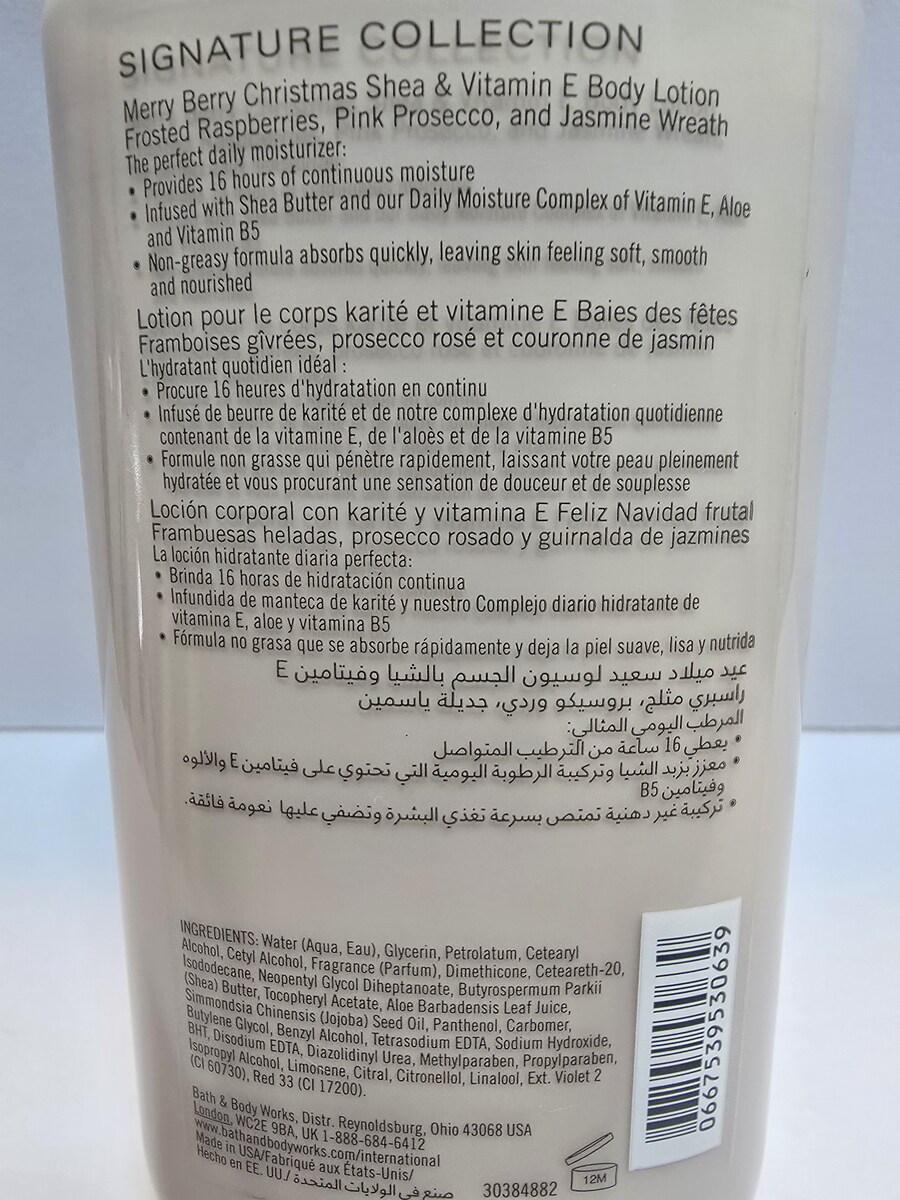 SIGNATURE COLLECTION
Merry Berry Christmas Shea & Vitamin E Body Lotion
Frosted Raspberries, Pink Prosecco, and Jasmine Wreath
The perfect daily moisturizer:
• Provides 16 hours of continuous moisture
• Infused with Shea Butter and our Daily Moisture Complex of Vitamin E, Aloe
and Vitamin B5
• Non-greasy formula absorbs quickly, leaving skin feeling soft, smooth
and nourished
Lotion pour le corps karité et vitamine E Baies des fêtes
Framboises gîvrées, prosecco rosé et couronne de jasmin
L'hydratant quotidien idéal :
• Procure 16 heures d'hydratation en continu
• Infusé de beurre de karité et de notre complexe d'hydratation quotidienne
contenant de la vitamine E, de l'aloès et de la vitamine B5
• Formule non grasse qui pénètre rapidement, laissant votre peau pleinement
hydratée et vous procurant une sensation de douceur et de souplesse
Loción corporal con karité y vitamina E Feliz Navidad frutal
Frambuesas heladas, prosecco rosado y guirnalda de jazmines
La loción hidratante diaria perfecta:
• Brinda 16 horas de hidratación continua
• Infundida de manteca de karité y nuestro Complejo diario hidratante de
vitamina E, aloe y vitamina B5
• Fórmula no grasa que se absorbe rápidamente y deja la piel suave, lisa y nutrida
عيد ميلاد سعيد لوسيون الجسم بالشيا وفيتامين E
راسبري مثلج، بروسيكو وردي، جديلة ياسمين
المرطب اليومي المثالي:
• يعطي 16 ساعة من الترطيب المتواصل
• معزز بزبد الشيا وتركيبة الرطوبة اليومية التي تحتوي على فيتامين E والألوه
وفيتامين B5
• تركيبة غير دهنية تمتص بسرعة تغذي البشرة وتضفي عليها نعومة فائقة.
INGREDIENTS: Water (Aqua, Eau), Glycerin, Petrolatum, Cetearyl
Alcohol, Cetyl Alcohol, Fragrance (Parfum), Dimethicone, Ceteareth-20,
Isododecane, Neopentyl Glycol Diheptanoate, Butyrospermum Parkii
(Shea) Butter, Tocopheryl Acetate, Aloe Barbadensis Leaf Juice,
Simmondsia Chinensis (Jojoba) Seed Oil, Panthenol, Carbomer,
Butylene Glycol, Benzyl Alcohol, Tetrasodium EDTA, Sodium Hydroxide,
BHT, Disodium EDTA, Diazolidinyl Urea, Methylparaben, Propylparaben,
Isopropyl Alcohol, Limonene, Citral, Citronellol, Linalool, Ext. Violet 2
(CI 60730), Red 33 (CI 17200).
Bath & Body Works, Distr. Reynoldsburg, Ohio 43068 USA
London, WC2E 9BA, UK 1-888-684-6412
www.bathandbodyworks.com/international
Made in USA/Fabriqué aux États-Unis/
Hecho en EE. UU./ صنع في الولايات المتحدة
30384882
12M
0667539530639